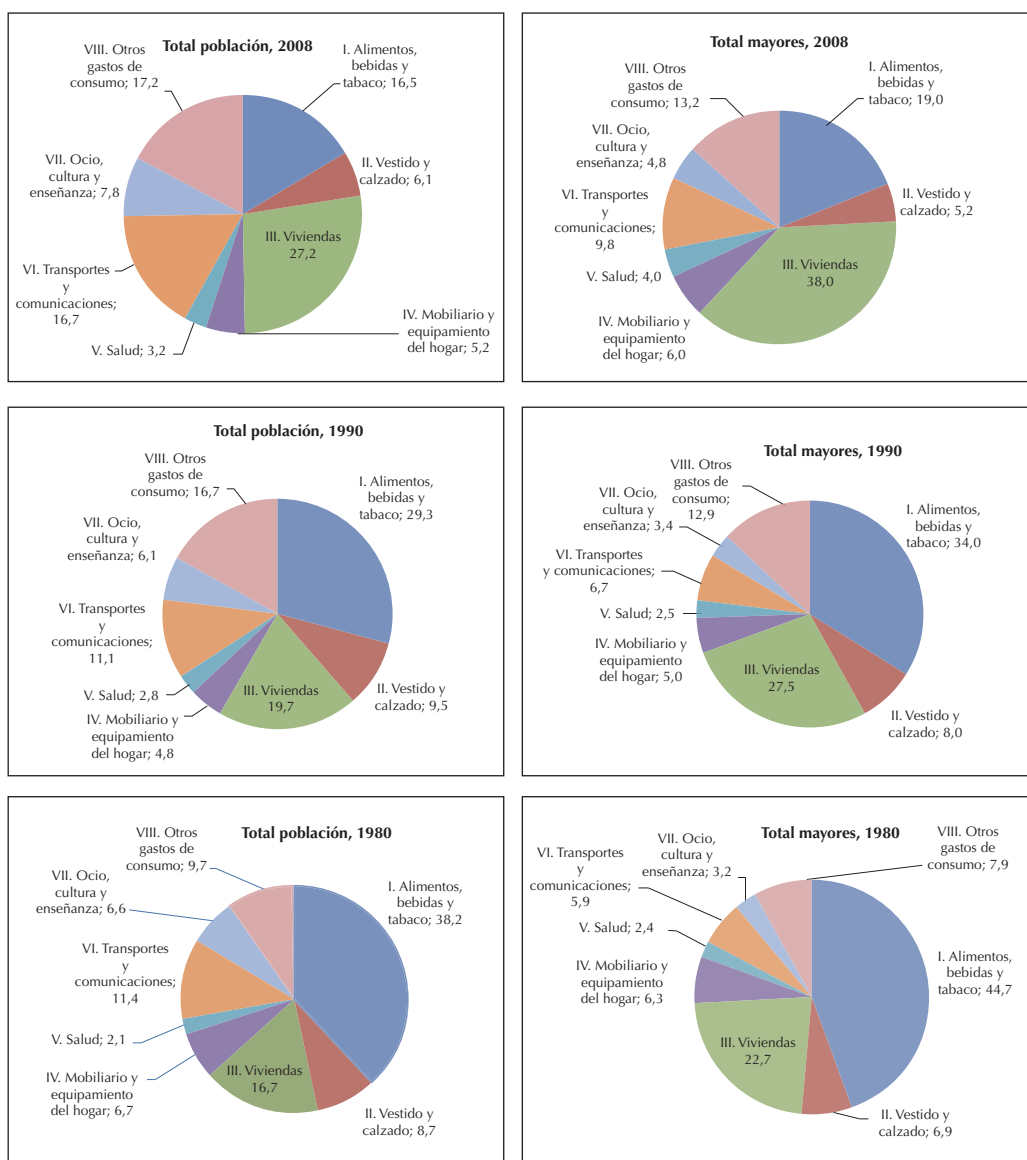 Total población, 2008
VIII. Otros
gastos de
consumo; 17,2
I. Alimentos,
bebidas y
tabaco; 16,5
VII. Ocio,
cultura y
enseñanza; 7,8
II. Vestido y
calzado; 6,1
III. Viviendas
27,2
VI. Transportes
y
comunicaciones;
16,7
V. Salud; 3,2
IV. Mobiliario y
equipamiento
del hogar; 5,2
Total mayores, 2008
VIII. Otros
gastos de
consumo; 13,2
I. Alimentos,
bebidas y
tabaco; 19,0
VII. Ocio,
cultura y
enseñanza;
4,8
VI. Transportes
y
comunicaciones;
9,8
II. Vestido y
calzado; 5,2
III. Viviendas
38,0
V. Salud; 4,0
IV. Mobiliario y
equipamiento
del hogar; 6,0
Total población, 1990
VIII. Otros
gastos de
consumo; 16,7
I. Alimentos,
bebidas y
tabaco; 29,3
VII. Ocio,
cultura y
enseñanza;
6,1
VI. Transportes
y
comunicaciones;
11,1
V. Salud; 2,8
III. Viviendas
19,7
II. Vestido y
calzado; 9,5
IV. Mobiliario y
equipamiento
del hogar; 4,8
Total mayores, 1990
VIII. Otros
gastos de
consumo;
12,9
VII. Ocio,
cultura y
enseñanza; 3,4
I. Alimentos,
bebidas y
tabaco; 34,0
VI. Transportes
y comunicaciones;
6,7
V. Salud; 2,5
IV. Mobiliario y
equipamiento
del hogar;
5,0
III. Viviendas
27,5
II. Vestido y
calzado; 8,0
Total población, 1980
VIII. Otros
gastos de
consumo; 9,7
VII. Ocio,
cultura y
enseñanza; 6,6
I. Alimentos,
bebidas y
tabaco; 38,2
VI. Transportes
y
comunicaciones;
11,4
V. Salud; 2,1
IV. Mobiliario y
equipamiento
del hogar;
6,7
III. Viviendas
16,7
II. Vestido y
calzado; 8,7
Total mayores, 1980
VIII. Otros
gastos de
consumo; 7,9
VII. Ocio,
cultura y
enseñanza; 3,2
VI. Transportes
y
comunicaciones;
5,9
V. Salud; 2,4
I. Alimentos,
bebidas y
tabaco; 44,7
IV. Mobiliario y
equipamiento
del hogar; 6,3
III. Viviendas
22,7
II. Vestido y
calzado; 6,9